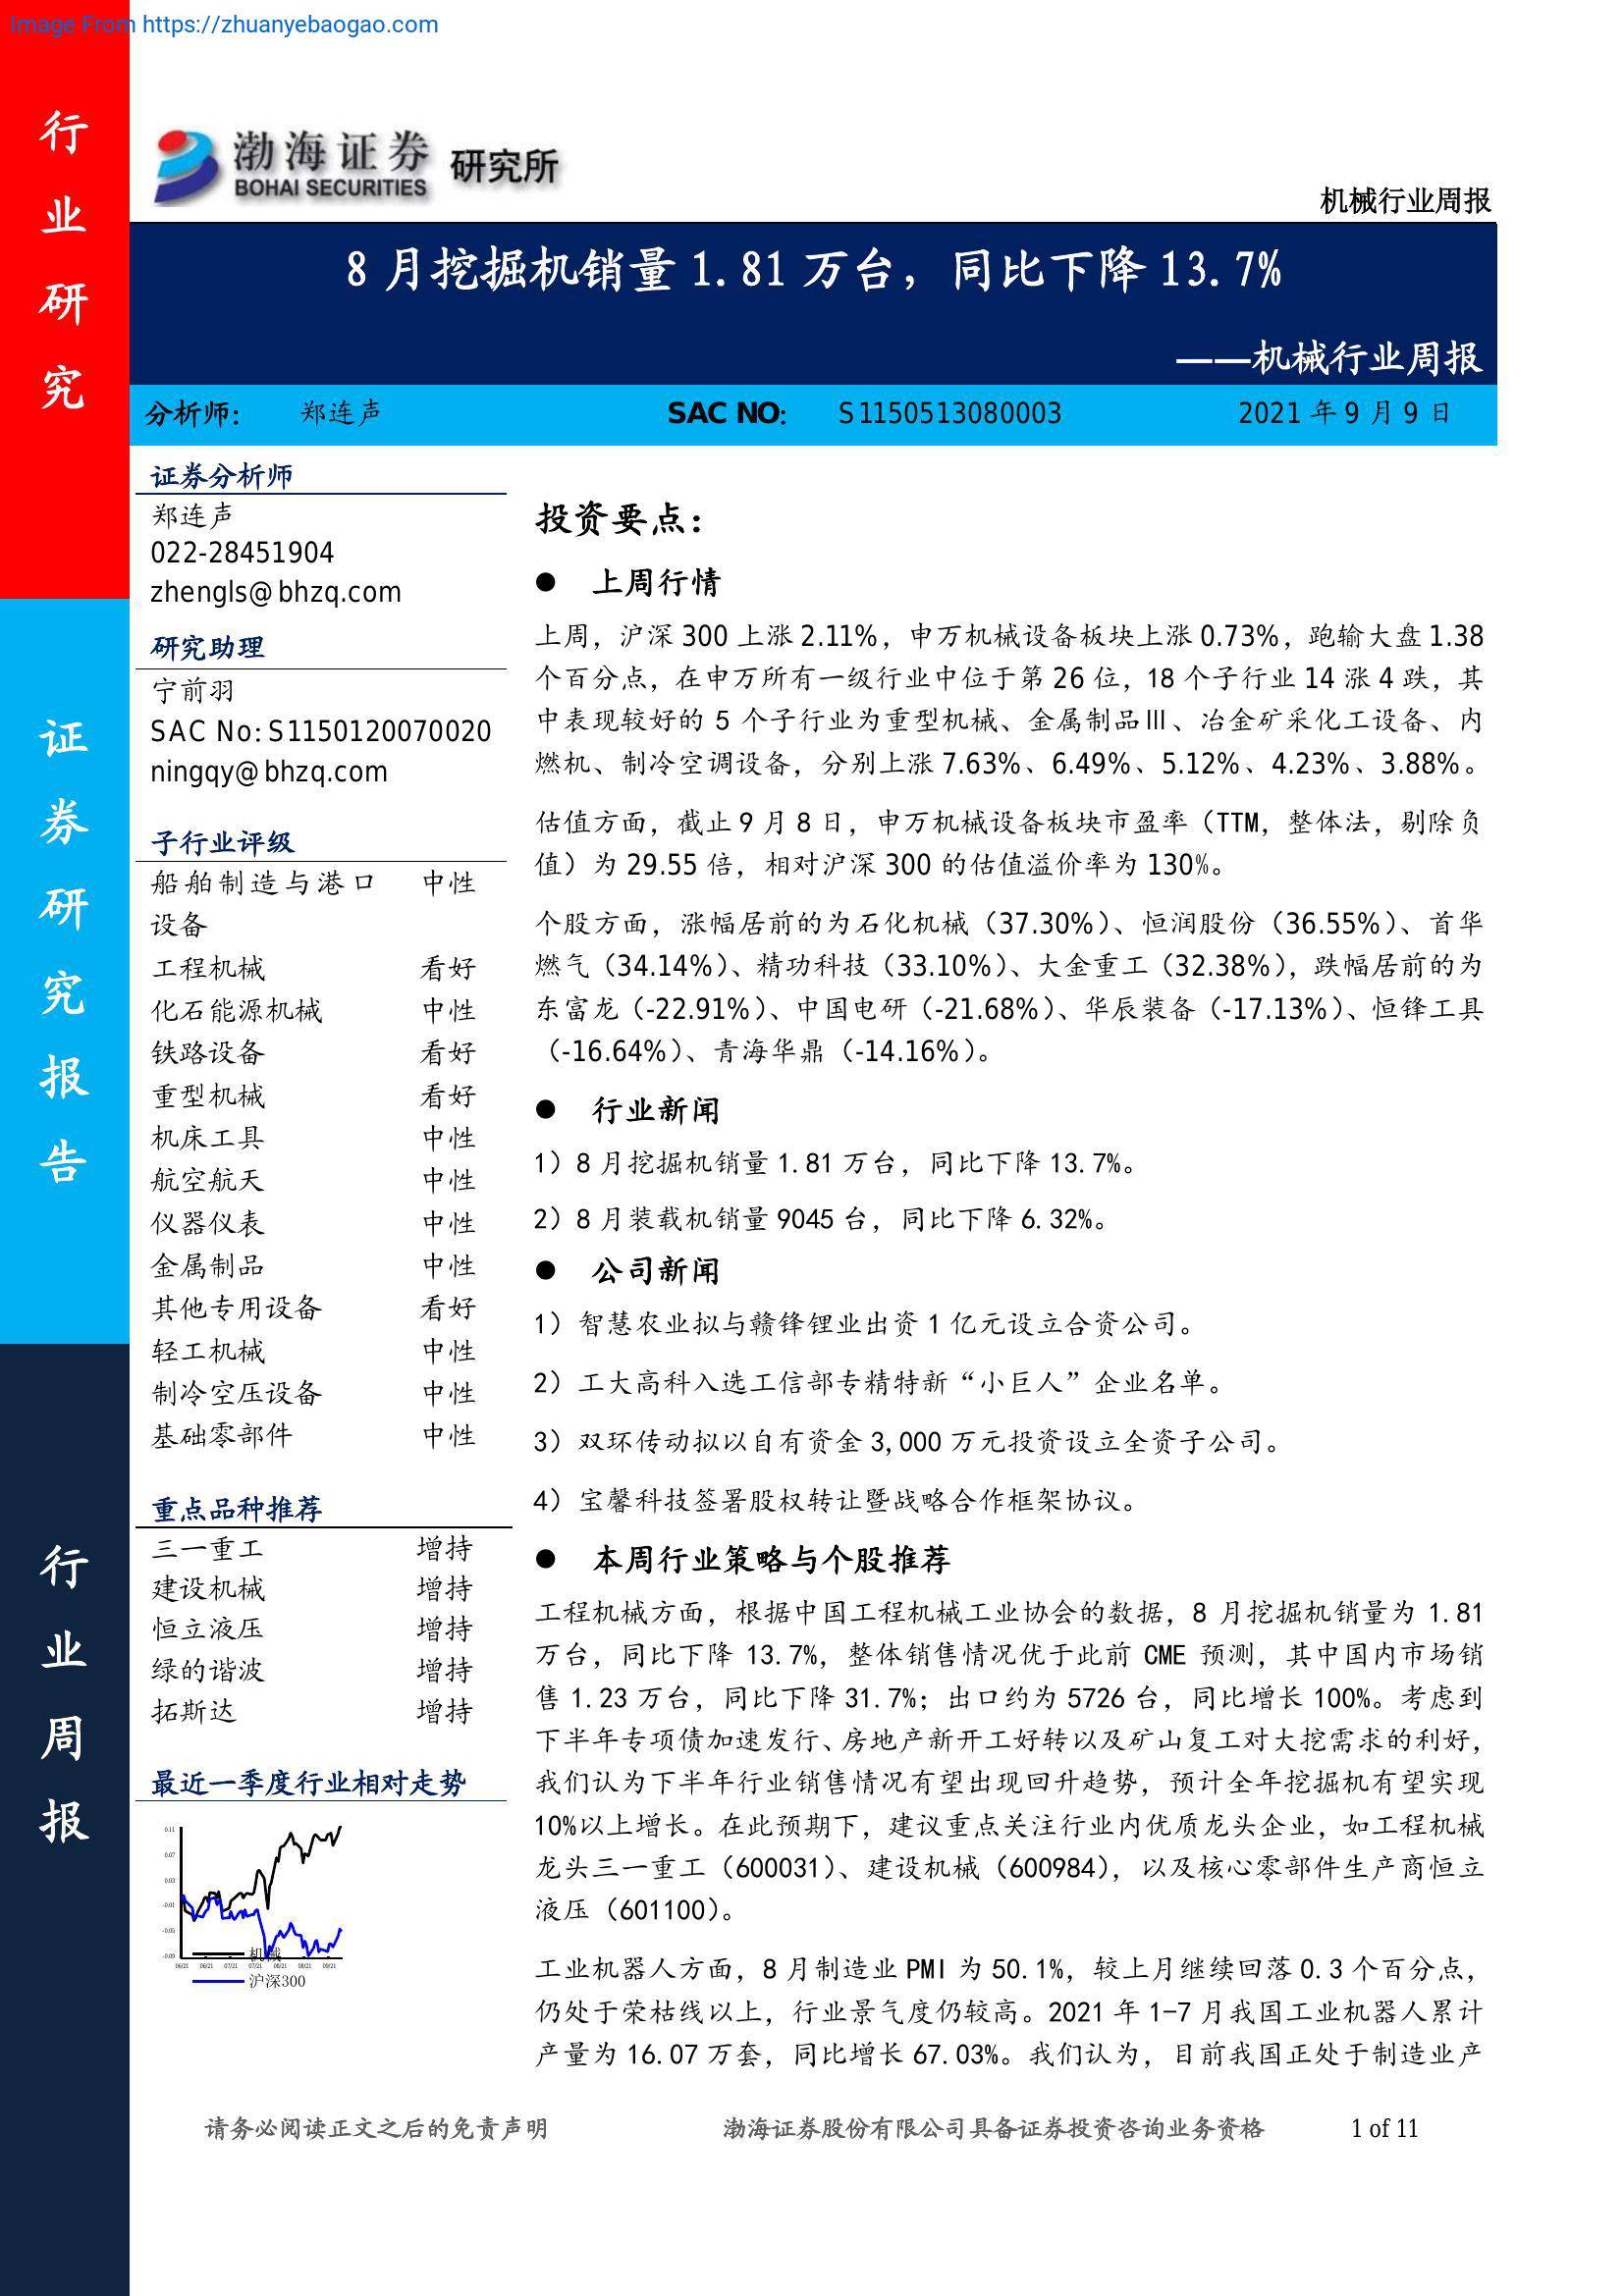 Image From https://zhuanyebaogao.com
行业研究
证券研究报告
行业周报
渤海证券 研究所
BOHAI SECURITIES
机械行业周报
8 月挖掘机销量 1.81 万台，同比下降 13.7%
——机械行业周报
分析师： 郑连声 SAC NO： S1150513080003 2021 年 9 月 9 日
证券分析师
郑连声
022-28451904
zhengls@bhzq.com
研究助理
宁前羽
SAC No:S1150120070020
ningqy@bhzq.com
子行业评级
船舶制造与港口 中性
设备
工程机械 看好
化石能源机械 中性
铁路设备 看好
重型机械 看好
机床工具 中性
航空航天 中性
仪器仪表 中性
金属制品 中性
其他专用设备 看好
轻工机械 中性
制冷空压设备 中性
基础零部件 中性
重点品种推荐
三一重工 增持
建设机械 增持
恒立液压 增持
绿的谐波 增持
拓斯达 增持
最近一季度行业相对走势
0.11
0.07
0.03
-0.01
-0.05
-0.09
06/21 06/21 07/21 07/21 08/21 08/21 09/21
机械
沪深300
投资要点：
● 上周行情
上周，沪深 300 上涨 2.11%，申万机械设备板块上涨 0.73%，跑输大盘 1.38
个百分点，在申万所有一级行业中位于第 26 位，18 个子行业 14 涨 4 跌，其
中表现较好的 5 个子行业为重型机械、金属制品Ⅲ、冶金矿采化工设备、内
燃机、制冷空调设备，分别上涨 7.63%、6.49%、5.12%、4.23%、3.88%。
估值方面，截止 9 月 8 日，申万机械设备板块市盈率（TTM，整体法，剔除负
值）为 29.55 倍，相对沪深 300 的估值溢价率为 130%。
个股方面，涨幅居前的为石化机械（37.30%）、恒润股份（36.55%）、首华
燃气（34.14%）、精功科技（33.10%）、大金重工（32.38%），跌幅居前的为
东富龙（-22.91%）、中国电研（-21.68%）、华辰装备（-17.13%）、恒锋工具
（-16.64%）、青海华鼎（-14.16%）。
● 行业新闻
1）8 月挖掘机销量 1.81 万台，同比下降 13.7%。
2）8 月装载机销量 9045 台，同比下降 6.32%。
● 公司新闻
1）智慧农业拟与赣锋锂业出资 1 亿元设立合资公司。
2）工大高科入选工信部专精特新“小巨人”企业名单。
3）双环传动拟以自有资金 3,000 万元投资设立全资子公司。
4）宝馨科技签署股权转让暨战略合作框架协议。
● 本周行业策略与个股推荐
工程机械方面，根据中国工程机械工业协会的数据，8 月挖掘机销量为 1.81
万台，同比下降 13.7%，整体销售情况优于此前 CME 预测，其中国内市场销
售 1.23 万台，同比下降 31.7%；出口约为 5726 台，同比增长 100%。考虑到
下半年专项债加速发行、房地产新开工好转以及矿山复工对大挖需求的利好，
我们认为下半年行业销售情况有望出现回升趋势，预计全年挖掘机有望实现
10%以上增长。在此预期下，建议重点关注行业内优质龙头企业，如工程机械
龙头三一重工（600031）、建设机械（600984），以及核心零部件生产商恒立
液压（601100）。
工业机器人方面，8 月制造业 PMI 为 50.1%，较上月继续回落 0.3 个百分点，
仍处于荣枯线以上，行业景气度仍较高。2021 年 1-7 月我国工业机器人累计
产量为 16.07 万套，同比增长 67.03%。我们认为，目前我国正处于制造业产
请务必阅读正文之后的免责声明 渤海证券股份有限公司具备证券投资咨询业务资格 1 of 11